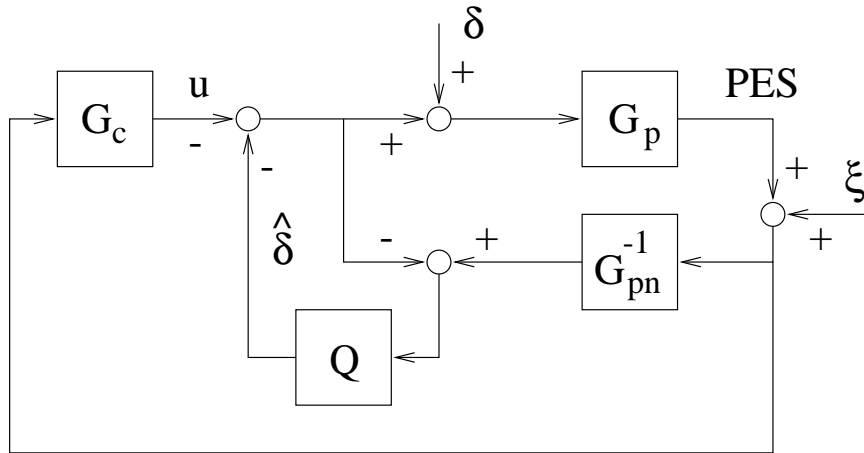 δ
+
u
PES
G_c
-
+
G_p
+
ξ
-
+
δ̂
-
+
G_pn^-1
Q